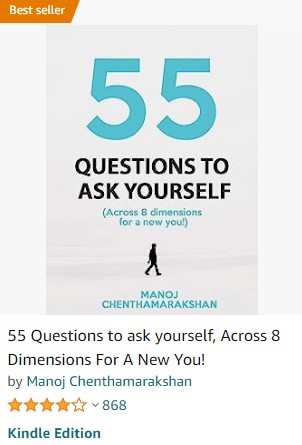 Best seller
55
QUESTIONS TO
ASK YOURSELF
(Across 8 dimensions
for a new you!)
MANOJ
CHENTHAMARAKSHAN
55 Questions to ask yourself, Across 8
Dimensions For A New You!
by Manoj Chenthamarakshan
868
Kindle Edition